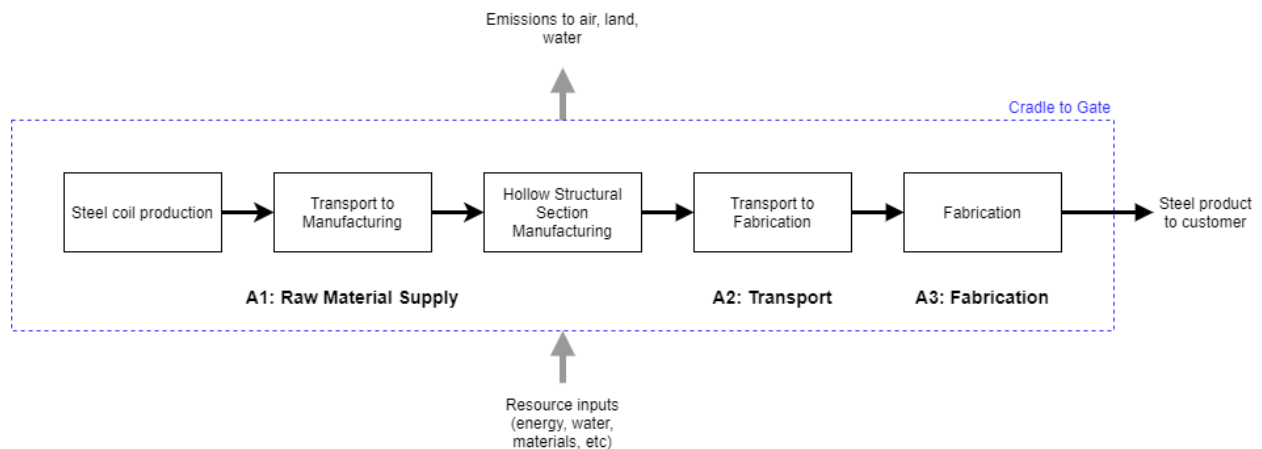 Emissions to air, land,
water
Cradle to Gate
Steel coil production
Transport to
Manufacturing
Hollow Structural
Section
Manufacturing
Transport to
Fabrication
Fabrication
Steel product
to customer
A1: Raw Material Supply
A2: Transport
A3: Fabrication
Resource inputs
(energy, water,
materials, etc)